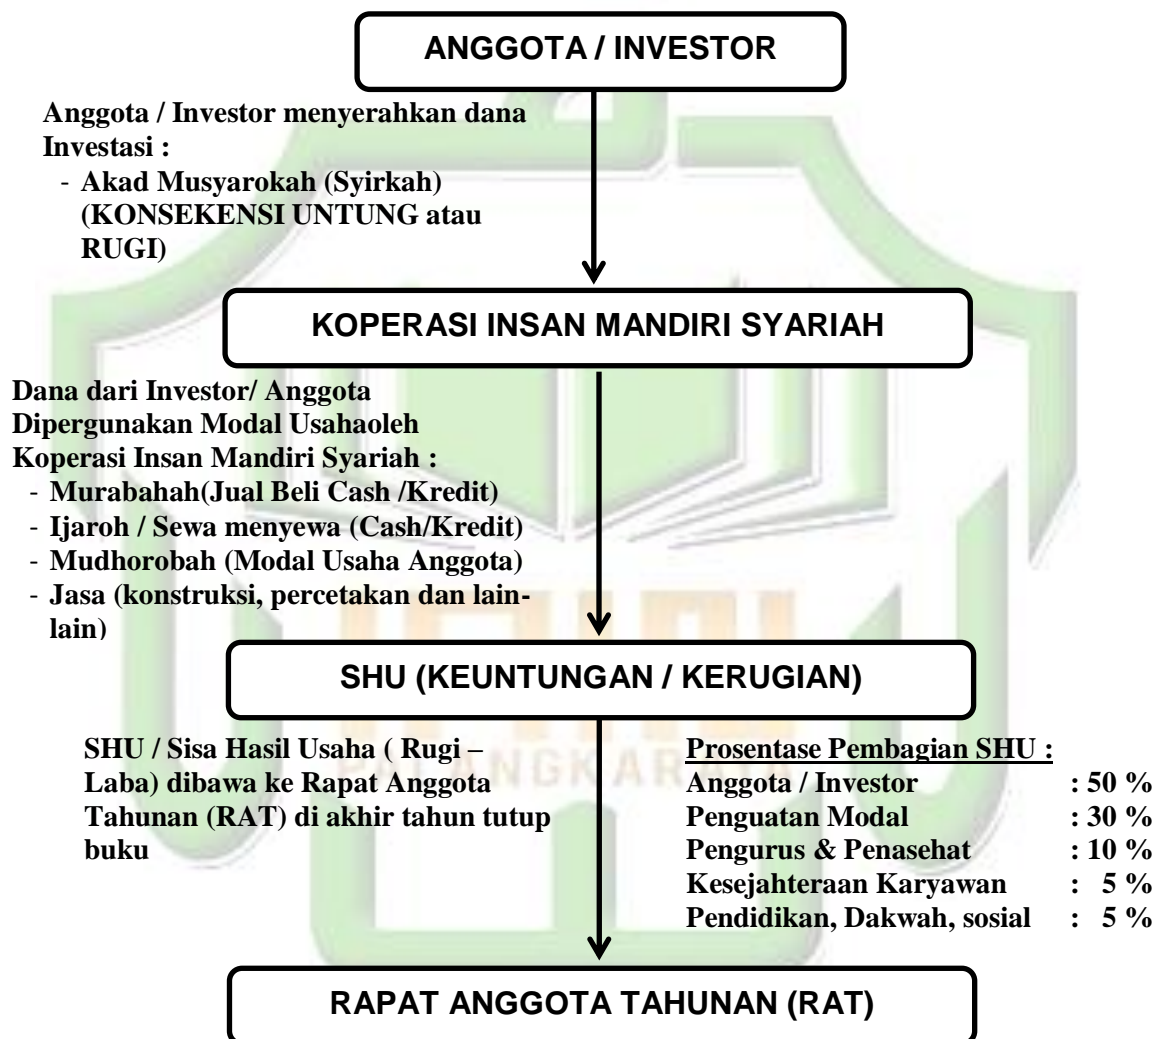 ANGGOTA / INVESTOR
Anggota / Investor menyerahkan dana
Investasi :
- Akad Musyarokah (Syirkah)
(KONSEKENSI UNTUNG atau
RUGI)
KOPERASI INSAN MANDIRI SYARIAH
Dana dari Investor/ Anggota
Dipergunakan Modal Usahaoleh
Koperasi Insan Mandiri Syariah :
- Murabahah(Jual Beli Cash /Kredit)
- Ijaroh / Sewa menyewa (Cash/Kredit)
- Mudhorobah (Modal Usaha Anggota)
- Jasa (konstruksi, percetakan dan lain-
lain)
SHU (KEUNTUNGAN / KERUGIAN)
SHU / Sisa Hasil Usaha ( Rugi –
Laba) dibawa ke Rapat Anggota
Tahunan (RAT) di akhir tahun tutup
buku
Prosentase Pembagian SHU :
Anggota / Investor : 50 %
Penguatan Modal : 30 %
Pengurus & Penasehat : 10 %
Kesejahteraan Karyawan : 5 %
Pendidikan, Dakwah, sosial : 5 %
RAPAT ANGGOTA TAHUNAN (RAT)
PALANGKARAYA